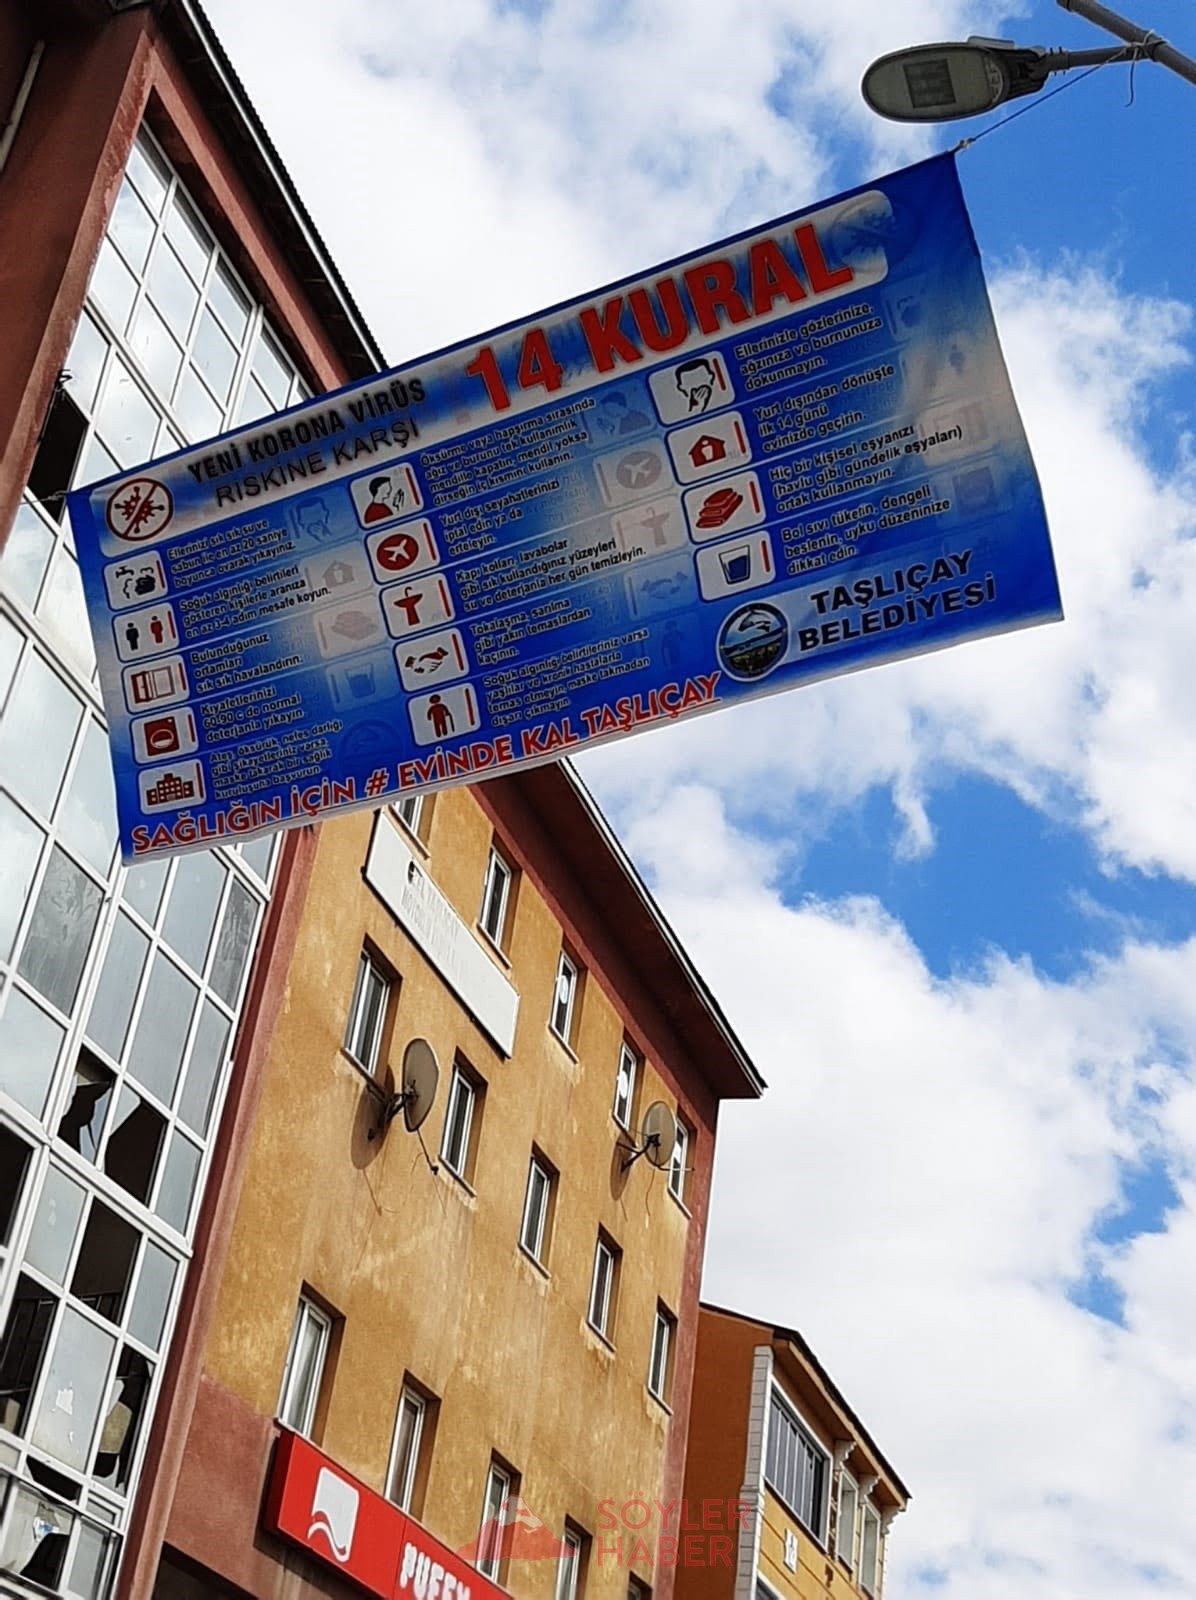 YENİ KORONA VİRÜS
RİSKİNE KARŞI
14 KURAL
Ellerinizi sık sık su ve
sabun ile en az 20 saniye
boyunca ovarak yıkayınız.
Soğuk algınlığı belirtileri
gösteren kişilerle aranıza
en az 3-4 adım mesafe koyun.
Bulunduğunuz
ortamları
sık sık havalandırın.
Kıyafetlerinizi
60-90 c de normal
deterjanla yıkayın.
Ateş, öksürük, nefes darlığı
gibi şikayetleriniz varsa,
maske takarak bir sağlık
kuruluşuna başvurun.
Öksürme veya hapşırma sırasında
ağız ve burunu tek kullanımlık
mendille kapatın, mendil yoksa
dirseğin iç kısmını kullanın.
Yurt dışı seyahatlerinizi
iptal edin ya da
erteleyin.
Kapı kolları, lavabolar
gibi sık kullandığınız yüzeyleri
su ve deterjanla her gün temizleyin.
Tokalaşma, sarılma
gibi yakın temaslardan
kaçının.
Soğuk algınlığı belirtileriniz varsa
yaşlılar ve kronik hastalarla
temas etmeyin, maske takmadan
dışarı çıkmayın
Ellerinizle gözlerinize,
ağzınıza ve burnunuza
dokunmayın.
Yurt dışından dönüşte
ilk 14 günü
evinizde geçirin.
Hiç bir kişisel eşyanızı
(havlu gibi gündelik eşyaları)
ortak kullanmayın.
Bol sıvı tüketin, dengeli
beslenin, uyku düzeninize
dikkat edin
TAŞLIÇAY
BELEDİYESİ
SAĞLIĞIN İÇİN # EVİNDE KAL TAŞLIÇAY
SÖYLER
HABER